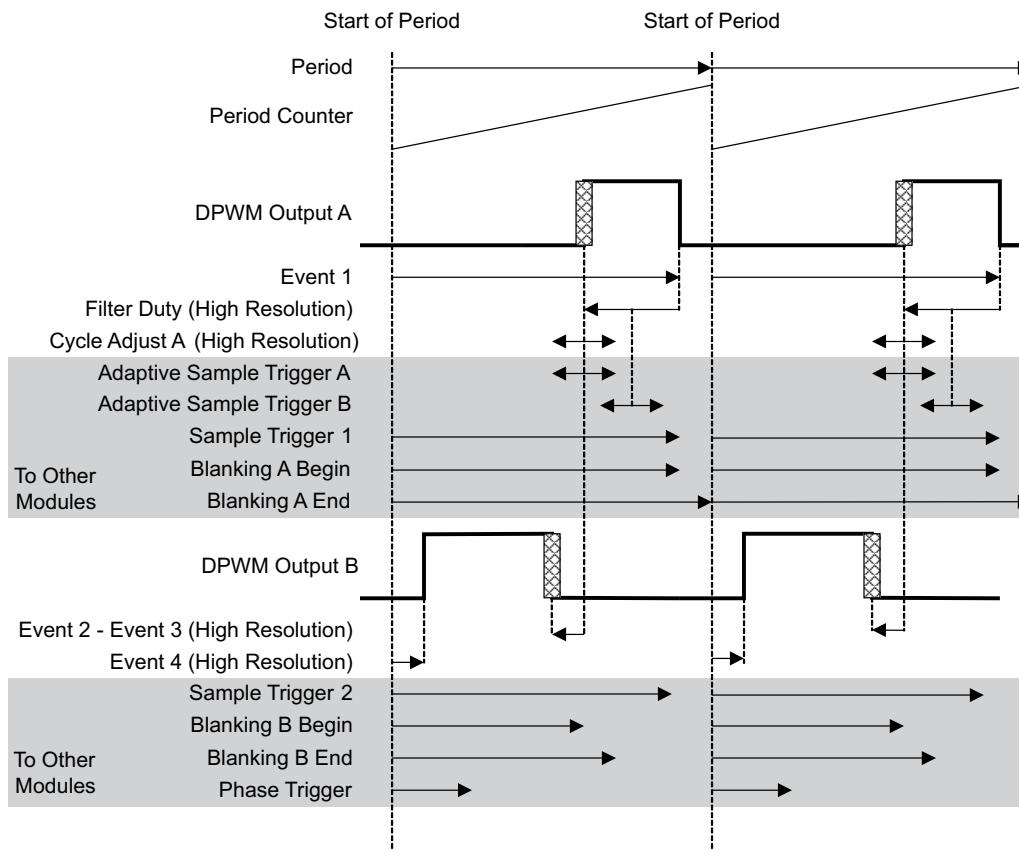 Start of Period
Start of Period
Period
Period Counter
DPWM Output A
Event 1
Filter Duty (High Resolution)
Cycle Adjust A (High Resolution)
Adaptive Sample Trigger A
Adaptive Sample Trigger B
Sample Trigger 1
Blanking A Begin
To Other
Modules
Blanking A End
DPWM Output B
Event 2 - Event 3 (High Resolution)
Event 4 (High Resolution)
Sample Trigger 2
Blanking B Begin
Blanking B End
To Other
Modules
Phase Trigger